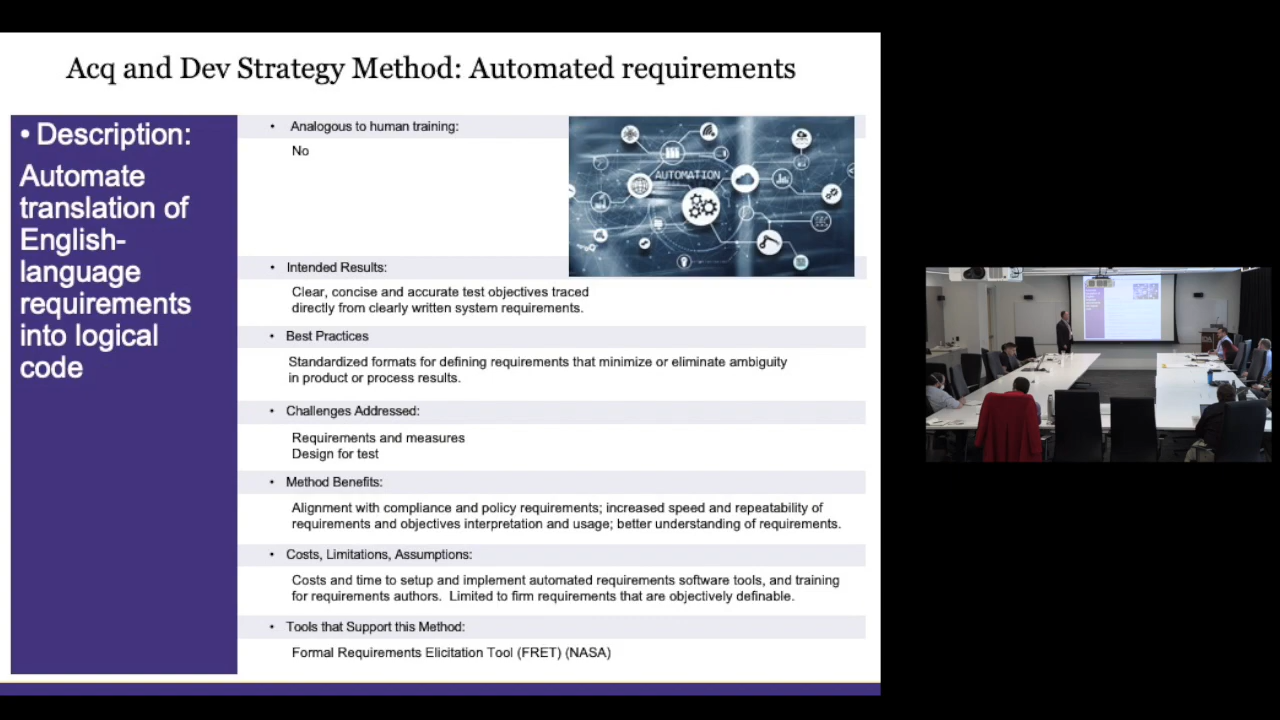 Acq and Dev Strategy Method: Automated requirements
• Description:
Automate
translation of
English-
language
requirements
into logical
code
• Analogous to human training:
No
AUTOMATION
• Intended Results:
Clear, concise and accurate test objectives traced
directly from clearly written system requirements.
• Best Practices
Standardized formats for defining requirements that minimize or eliminate ambiguity
in product or process results.
• Challenges Addressed:
Requirements and measures
Design for test
• Method Benefits:
Alignment with compliance and policy requirements; increased speed and repeatability of
requirements and objectives interpretation and usage; better understanding of requirements.
• Costs, Limitations, Assumptions:
Costs and time to setup and implement automated requirements software tools, and training
for requirements authors.  Limited to firm requirements that are objectively definable.
• Tools that Support this Method:
Formal Requirements Elicitation Tool (FRET) (NASA)